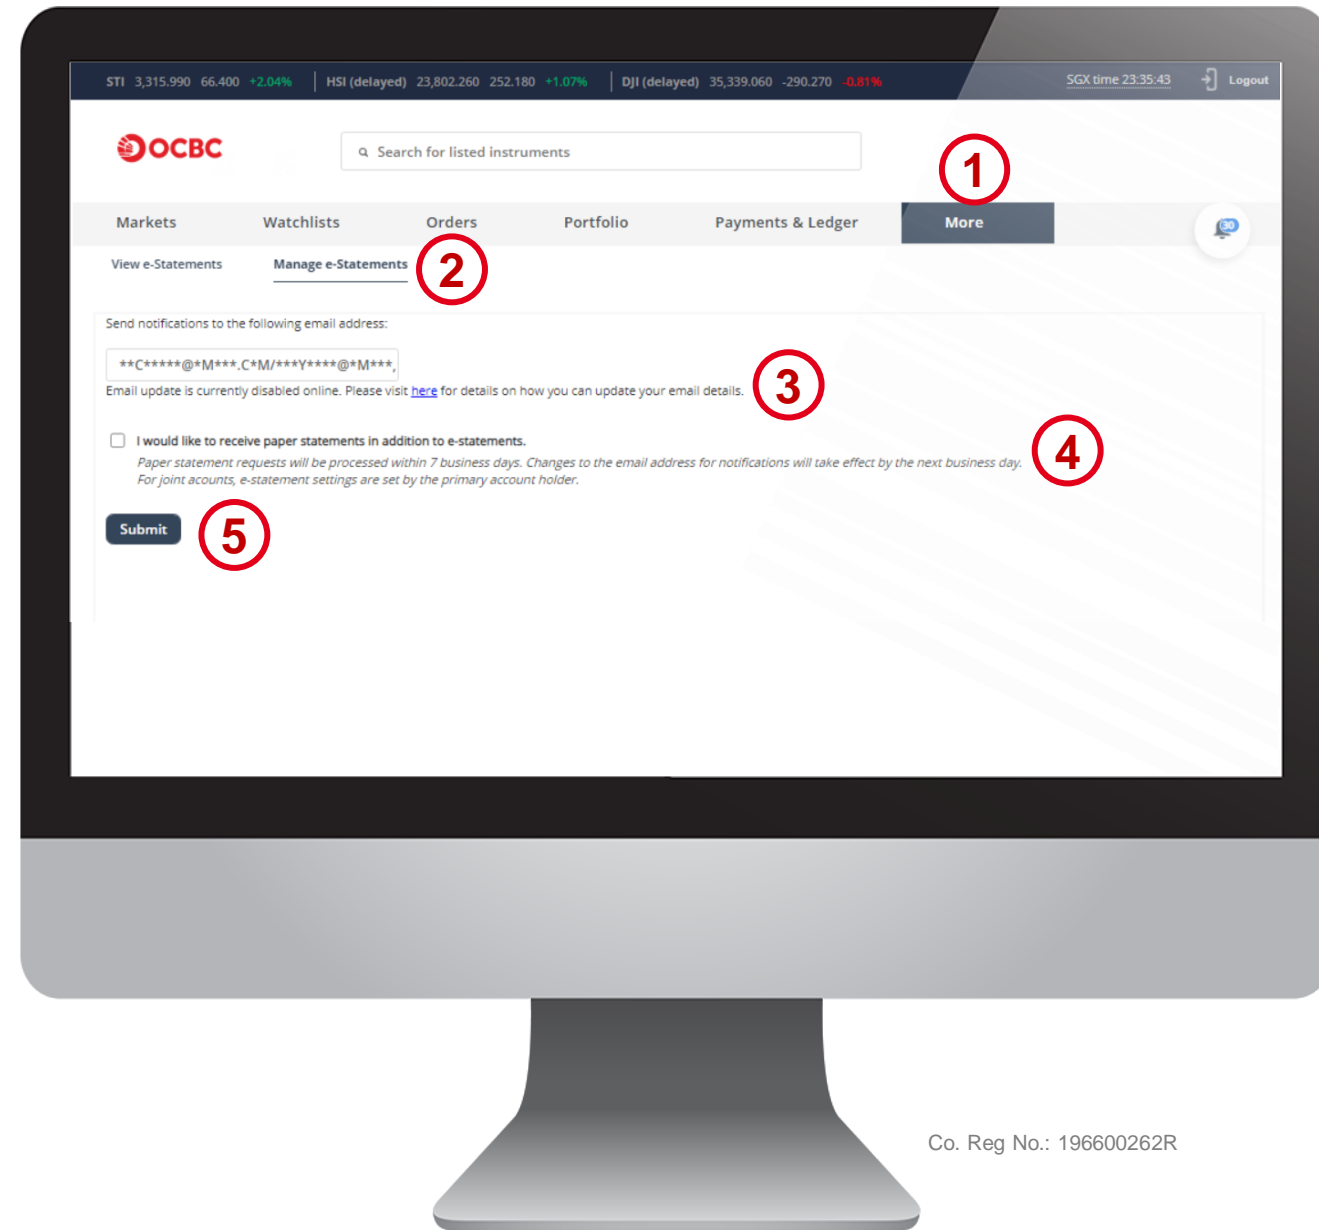 STI 3,315.990 66.400 +2.04% HSI (delayed) 23,802.260 252.180 +1.07% DJI (delayed) 35,339.060 -290.270 -0.81% SGX time 23:35:43 Logout
OCBC Search for listed instruments
1
Markets Watchlists Orders Portfolio Payments & Ledger More 30
View e-Statements Manage e-Statements 2
Send notifications to the following email address:
**C*****@*M***.C*M/***Y****@*M***,
Email update is currently disabled online. Please visit here for details on how you can update your email details. 3
I would like to receive paper statements in addition to e-statements.
Paper statement requests will be processed within 7 business days. Changes to the email address for notifications will take effect by the next business day. 4
For joint acounts, e-statement settings are set by the primary account holder.
Submit 5
Co. Reg No.: 196600262R